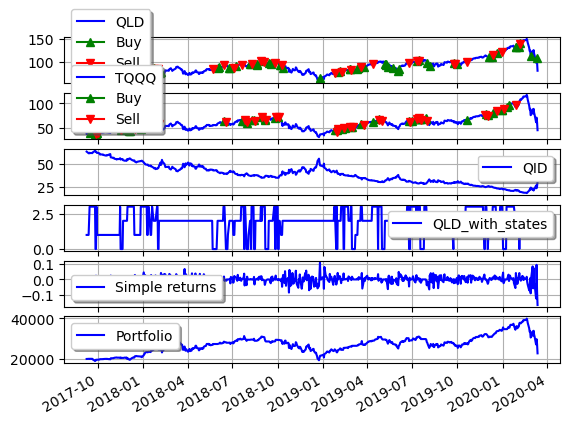 QLD
Buy
Sell
150
100
TQQQ
Buy
Sell
100
50
QID
50
25
QLD_with_states
2.5
0.0
0.1
0.0
−0.1
Simple returns
40000
20000
Portfolio
2017-10 2018-01 2018-04 2018-07 2018-10 2019-01 2019-04 2019-07 2019-10 2020-01 2020-04